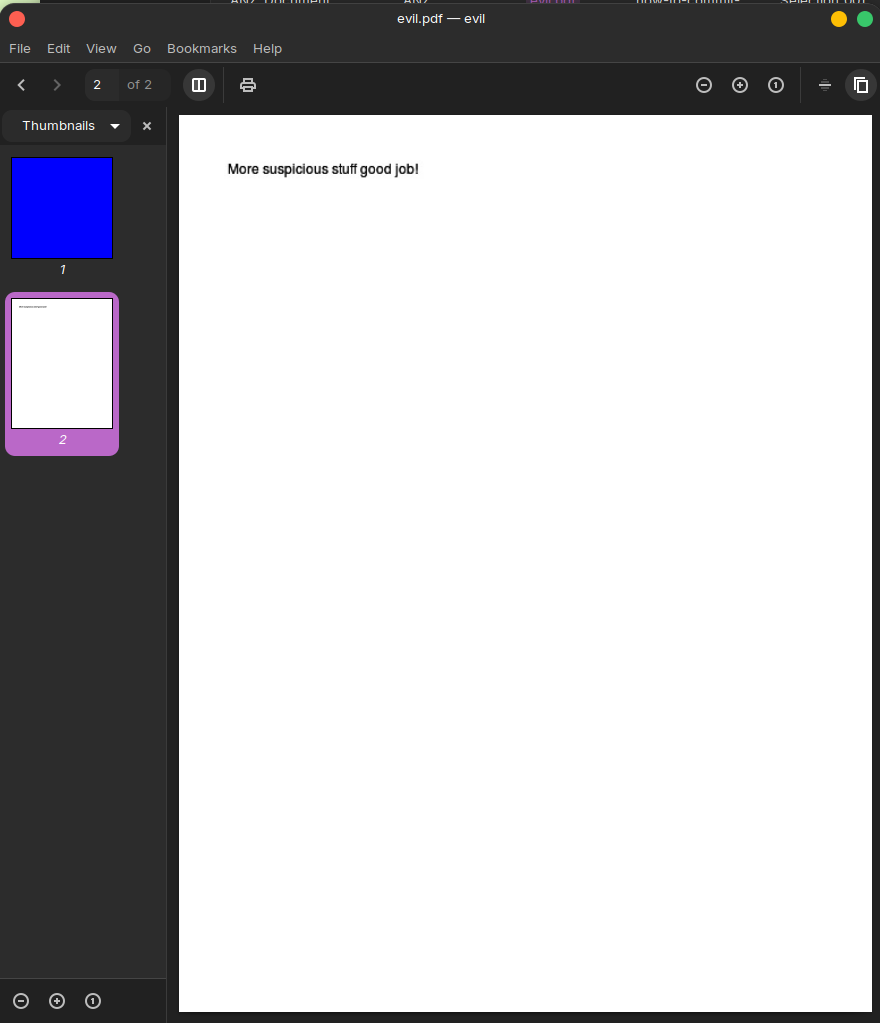 evil.pdf — evil
File Edit View Go Bookmarks Help
2 of 2
Thumbnails
1
2
More suspicious stuff good job!